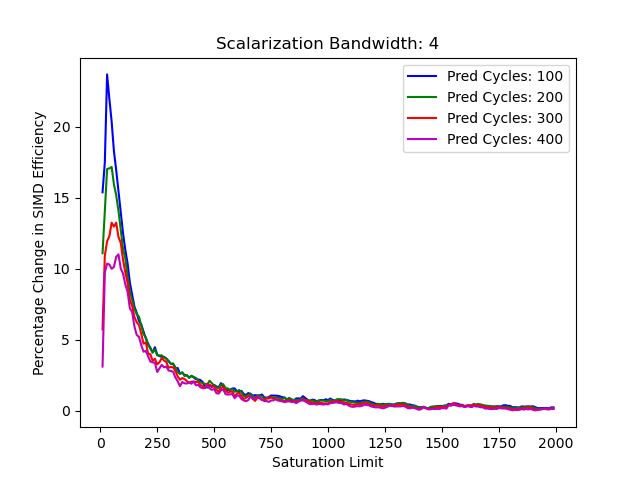 Scalarization Bandwidth: 4
Pred Cycles: 100
Pred Cycles: 200
Pred Cycles: 300
Pred Cycles: 400
Percentage Change in SIMD Efficiency
20
15
10
5
0
0 250 500 750 1000 1250 1500 1750 2000
Saturation Limit